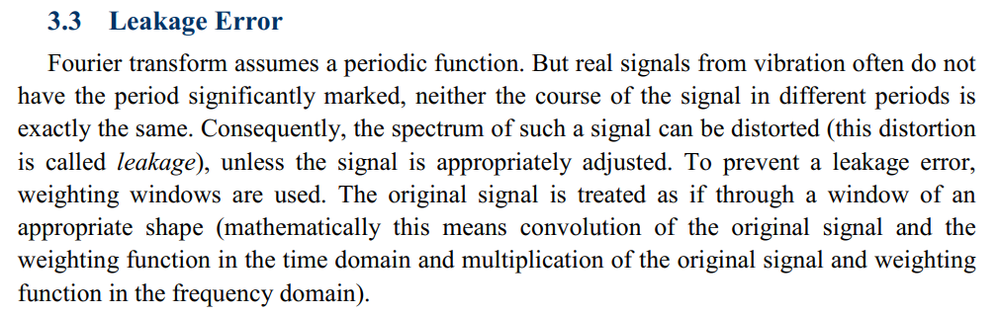 3.3 Leakage Error
Fourier transform assumes a periodic function. But real signals from vibration often do not
have the period significantly marked, neither the course of the signal in different periods is
exactly the same. Consequently, the spectrum of such a signal can be distorted (this distortion
is called leakage), unless the signal is appropriately adjusted. To prevent a leakage error,
weighting windows are used. The original signal is treated as if through a window of an
appropriate shape (mathematically this means convolution of the original signal and the
weighting function in the time domain and multiplication of the original signal and weighting
function in the frequency domain).